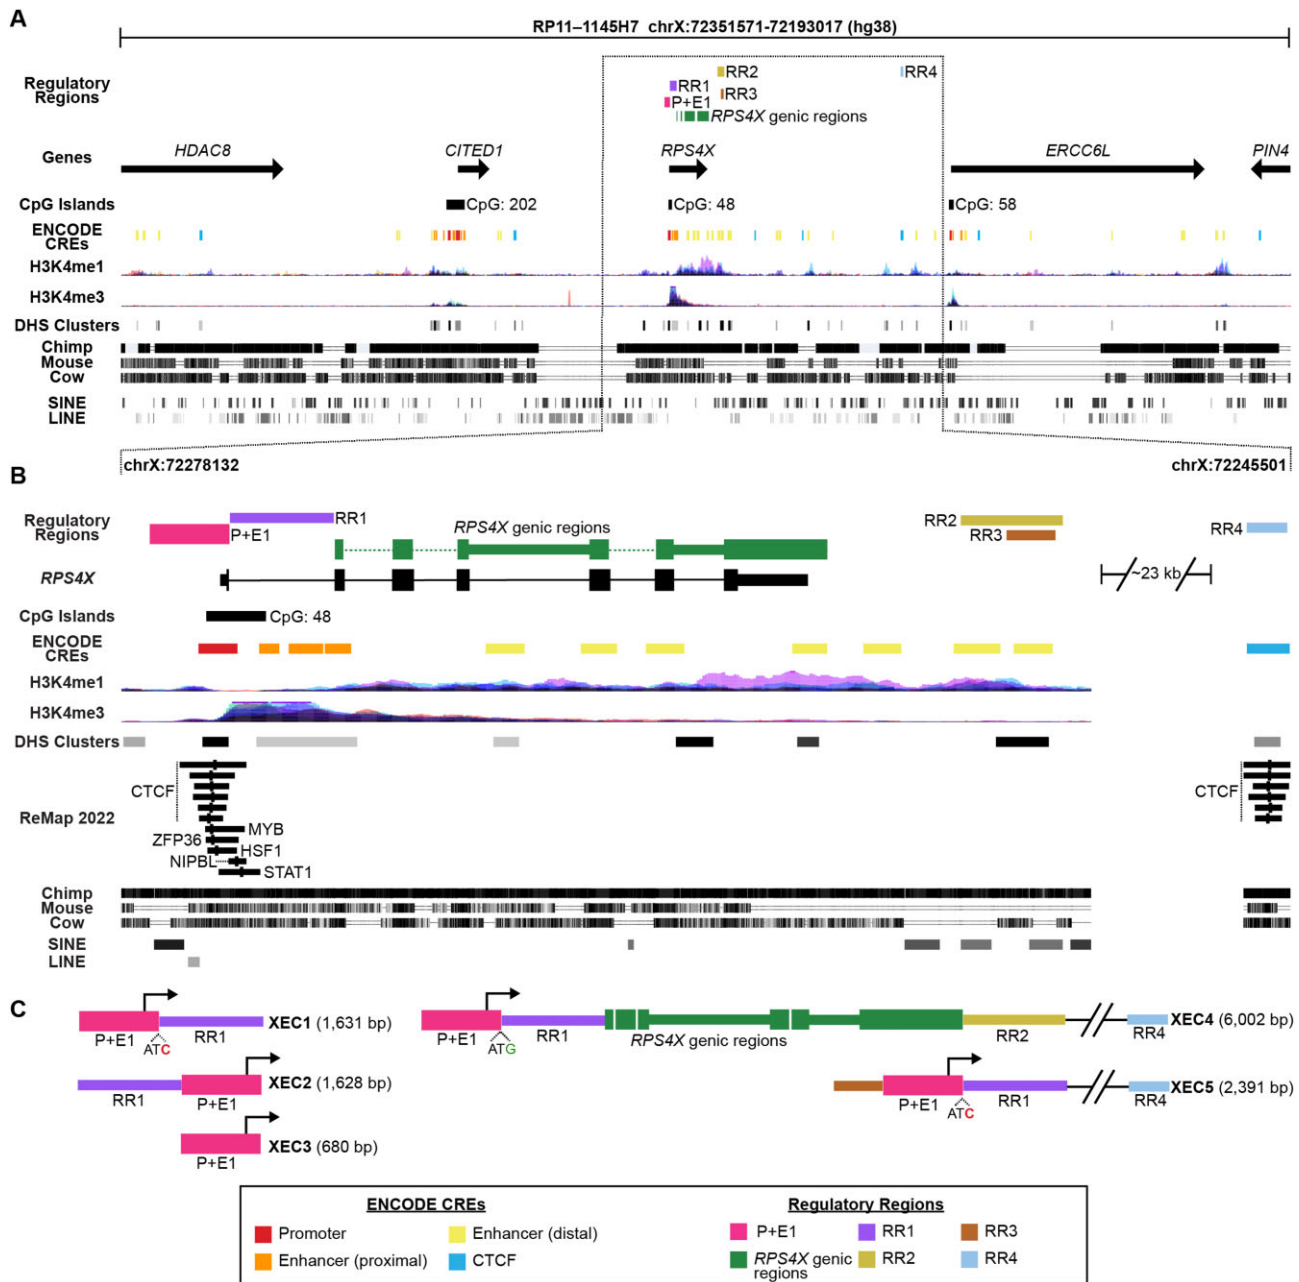 A
RP11–1145H7 chrX:72351571-72193017 (hg38)
Regulatory
Regions
RR2
RR4
RR1
RR3
P+E1
RPS4X genic regions
Genes
HDAC8
CITED1
RPS4X
ERCC6L
PIN4
CpG Islands
CpG: 202
CpG: 48
CpG: 58
ENCODE
CREs
H3K4me1
H3K4me3
DHS Clusters
Chimp
Mouse
Cow
SINE
LINE
chrX:72278132
chrX:72245501
B
Regulatory
Regions
RR1
P+E1
RPS4X genic regions
RR2
RR3
RR4
RPS4X
~23 kb
CpG Islands
CpG: 48
ENCODE
CREs
H3K4me1
H3K4me3
DHS Clusters
ReMap 2022
CTCF
CTCF
MYB
ZFP36
HSF1
NIPBL
STAT1
Chimp
Mouse
Cow
SINE
LINE
C
XEC1 (1,631 bp)
P+E1
RR1
ATC
XEC4 (6,002 bp)
P+E1
RR1
RPS4X genic regions
RR2
RR4
ATG
XEC2 (1,628 bp)
RR1
P+E1
XEC5 (2,391 bp)
P+E1
RR1
RR4
ATC
XEC3 (680 bp)
P+E1
ENCODE CREs
Promoter
Enhancer (distal)
Enhancer (proximal)
CTCF
Regulatory Regions
P+E1
RR1
RR3
RPS4X genic
regions
RR2
RR4